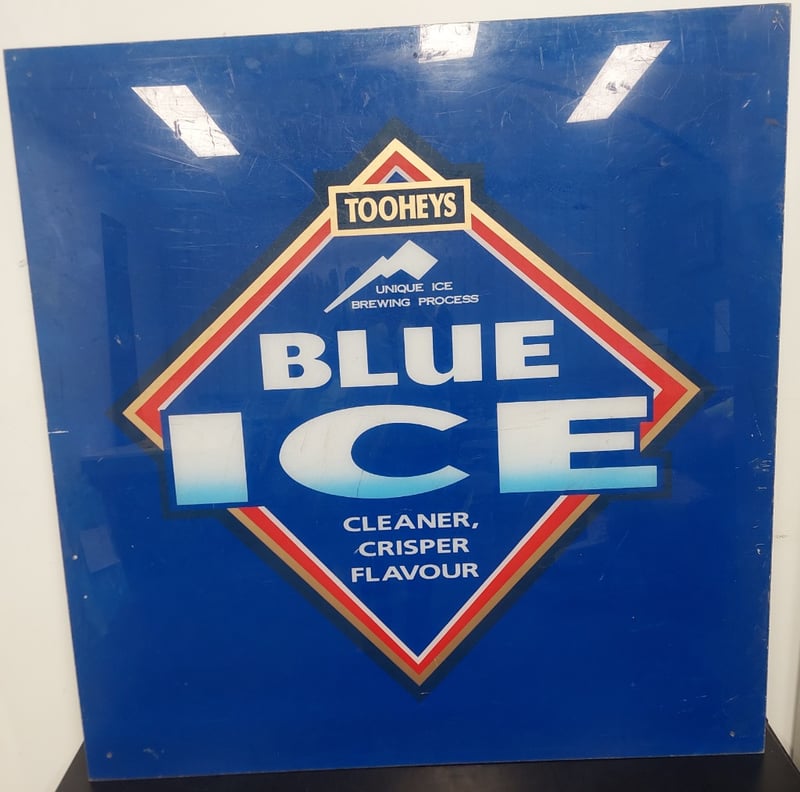 TOOHEYS
UNIQUE ICE
BREWING PROCESS
BLUE
ICE
CLEANER,
CRISPER
FLAVOUR